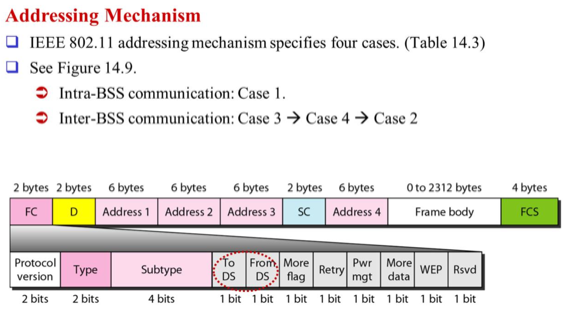 Addressing Mechanism
IEEE 802.11 addressing mechanism specifies four cases. (Table 14.3)
See Figure 14.9.
Intra-BSS communication: Case 1.
Inter-BSS communication: Case 3 → Case 4 → Case 2
2 bytes 2 bytes 6 bytes 6 bytes 6 bytes 2 bytes 6 bytes 0 to 2312 bytes 4 bytes
FC D Address 1 Address 2 Address 3 SC Address 4 Frame body FCS
Protocol version Type Subtype To DS From DS More flag Retry Pwr mgt More data WEP Rsvd
2 bits 2 bits 4 bits 1 bit 1 bit 1 bit 1 bit 1 bit 1 bit 1 bit 1 bit